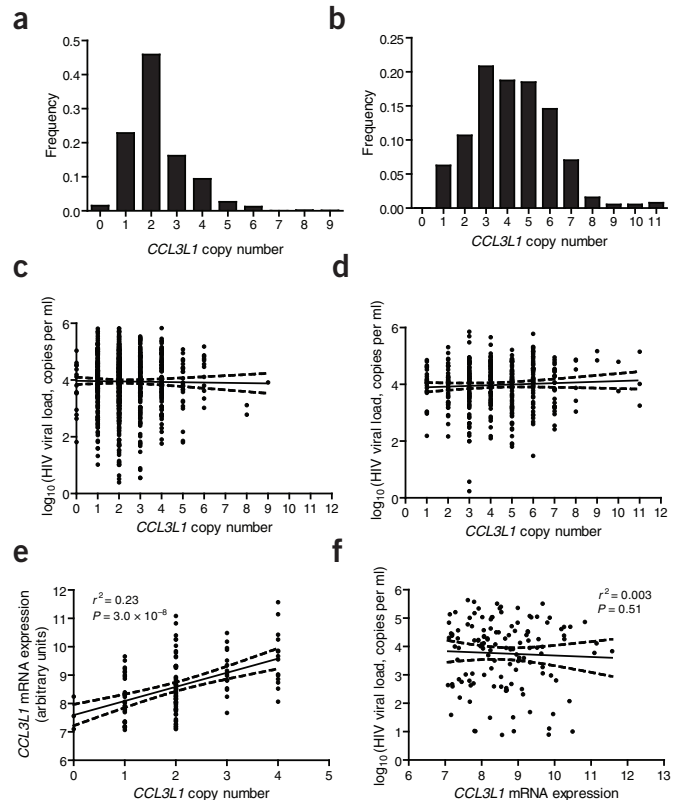 a
0.5
0.4
0.3
0.2
0.1
0.0
Frequency
0 1 2 3 4 5 6 7 8 9
CCL3L1 copy number
b
0.25
0.20
0.15
0.10
0.05
0.00
Frequency
0 1 2 3 4 5 6 7 8 9 10 11
CCL3L1 copy number
c
6
4
2
0
log10 (HIV viral load, copies per ml)
0 1 2 3 4 5 6 7 8 9 10 11 12
CCL3L1 copy number
d
6
4
2
0
log10 (HIV viral load, copies per ml)
0 1 2 3 4 5 6 7 8 9 10 11 12
CCL3L1 copy number
e
r2 = 0.23
P = 3.0 × 10−8
12
11
10
9
8
7
6
CCL3L1 mRNA expression
(arbitrary units)
0 1 2 3 4 5
CCL3L1 copy number
f
r2 = 0.003
P = 0.51
6
5
4
3
2
1
0
log10 (HIV viral load, copies per ml)
6 7 8 9 10 11 12 13
CCL3L1 mRNA expression